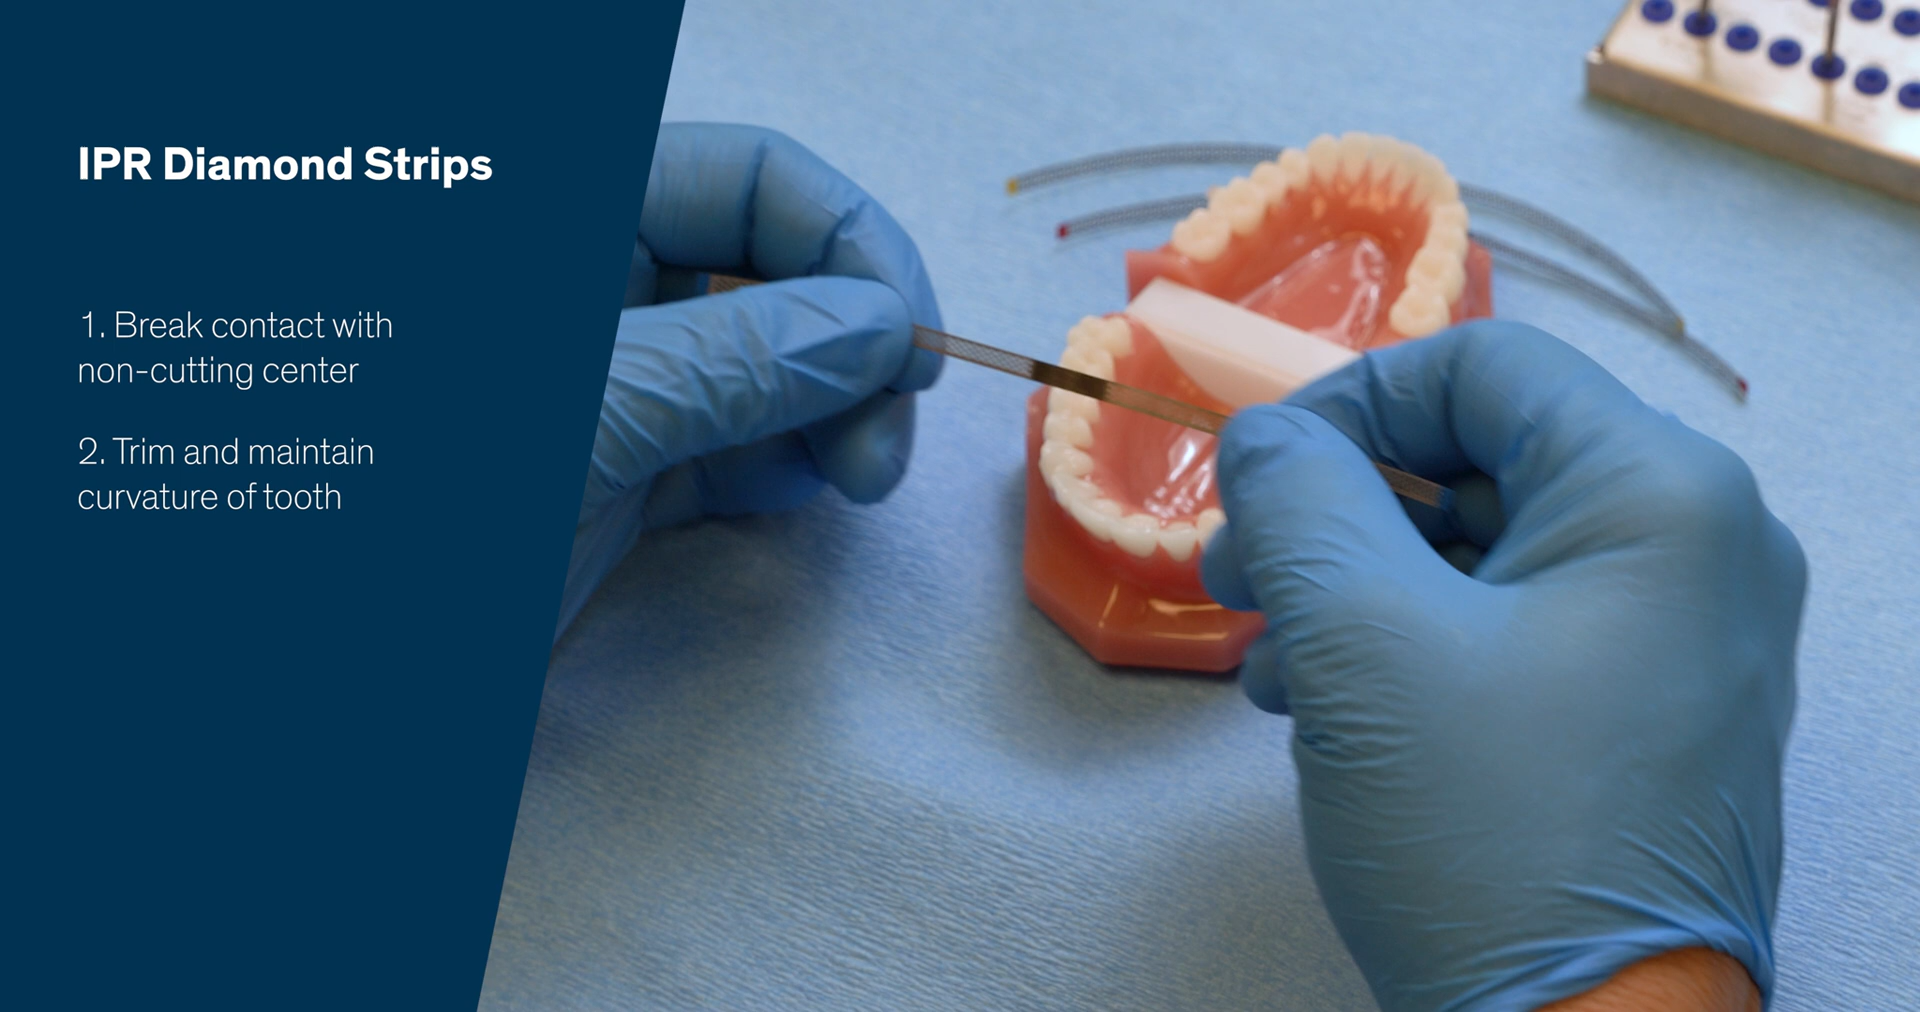 IPR Diamond Strips
1. Break contact with
non-cutting center
2. Trim and maintain
curvature of tooth